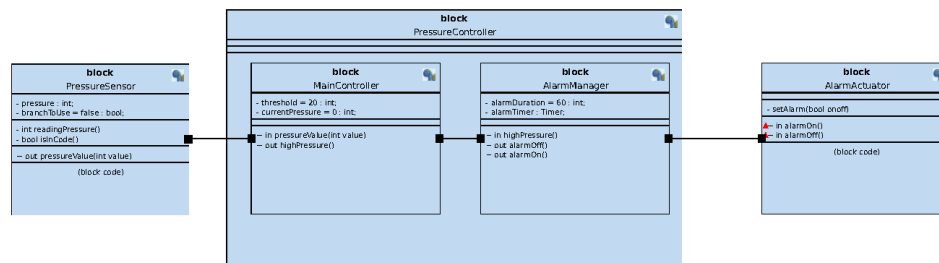 block
PressureController
block
PressureSensor
- pressure : int;
- branchToUse = false : bool;
- int readingPressure()
- bool isInCode()
– out pressureValue(int value)
(block code)
block
MainController
- threshold = 20 : int;
- currentPressure = 0 : int;
– in pressureValue(int value)
– out highPressure()
block
AlarmManager
- alarmDuration = 60 : int;
- alarmTimer : Timer;
– in highPressure()
– out alarmOff()
– out alarmOn()
block
AlarmActuator
- setAlarm(bool onoff)
– in alarmOn()
– in alarmOff()
(block code)